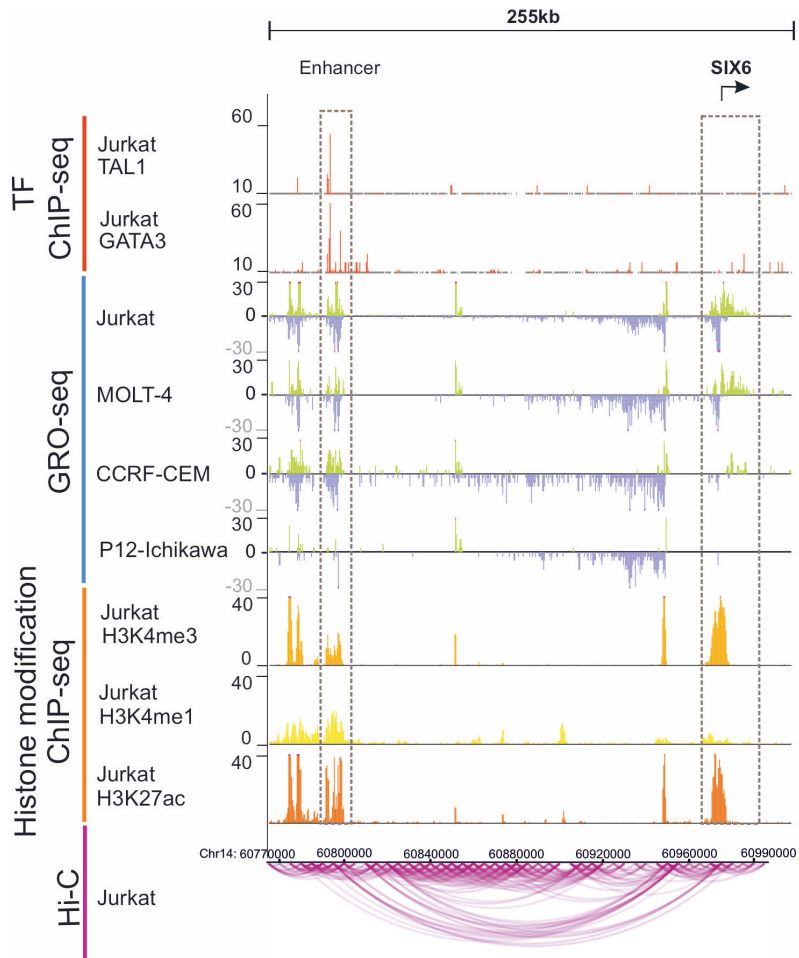 255kb
Enhancer
SIX6
TF
ChIP-seq
Jurkat
TAL1
60
10
Jurkat
GATA3
60
10
GRO-seq
Jurkat
30
0
-30
MOLT-4
30
0
-30
CCRF-CEM
30
0
-30
P12-Ichikawa
30
0
-30
Histone modification
ChIP-seq
Jurkat
H3K4me3
40
0
Jurkat
H3K4me1
40
0
Jurkat
H3K27ac
40
Chr14: 60770000 60800000 60840000 60880000 60920000 60960000 60990000
Hi-C
Jurkat